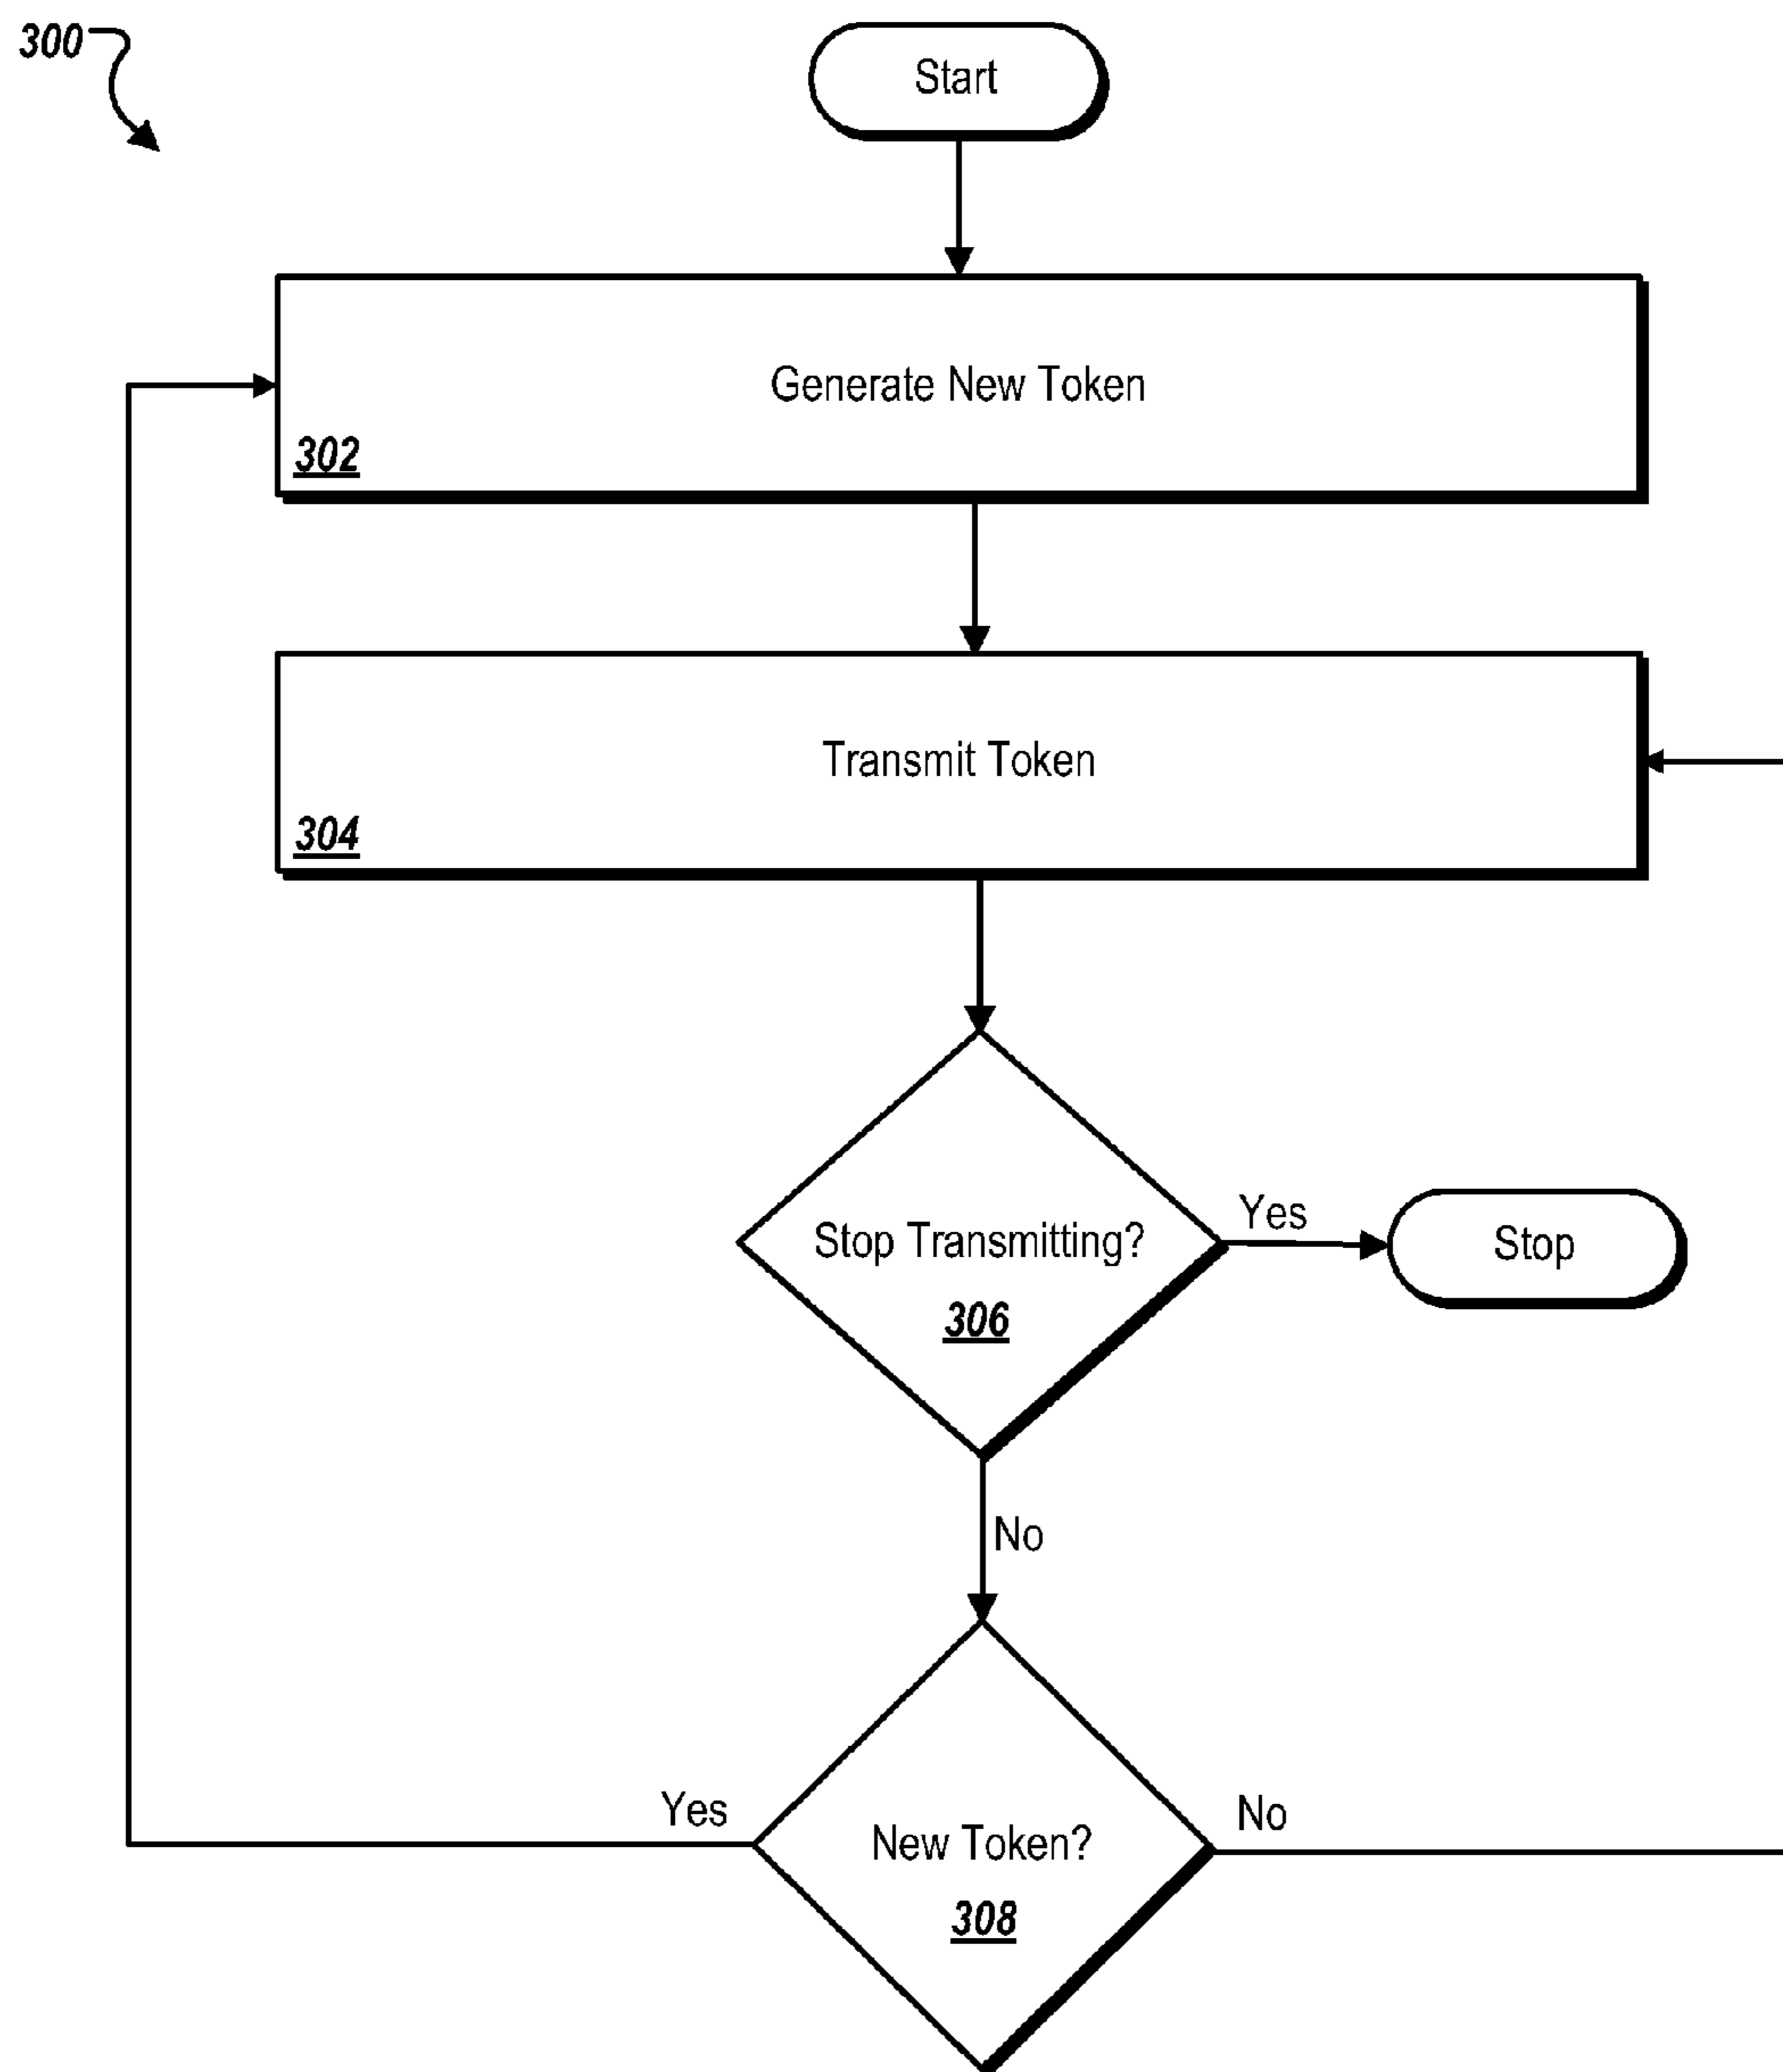 300
Start
Generate New Token
302
Transmit Token
304
Stop Transmitting?
306
Yes
Stop
No
Yes
New Token?
308
No